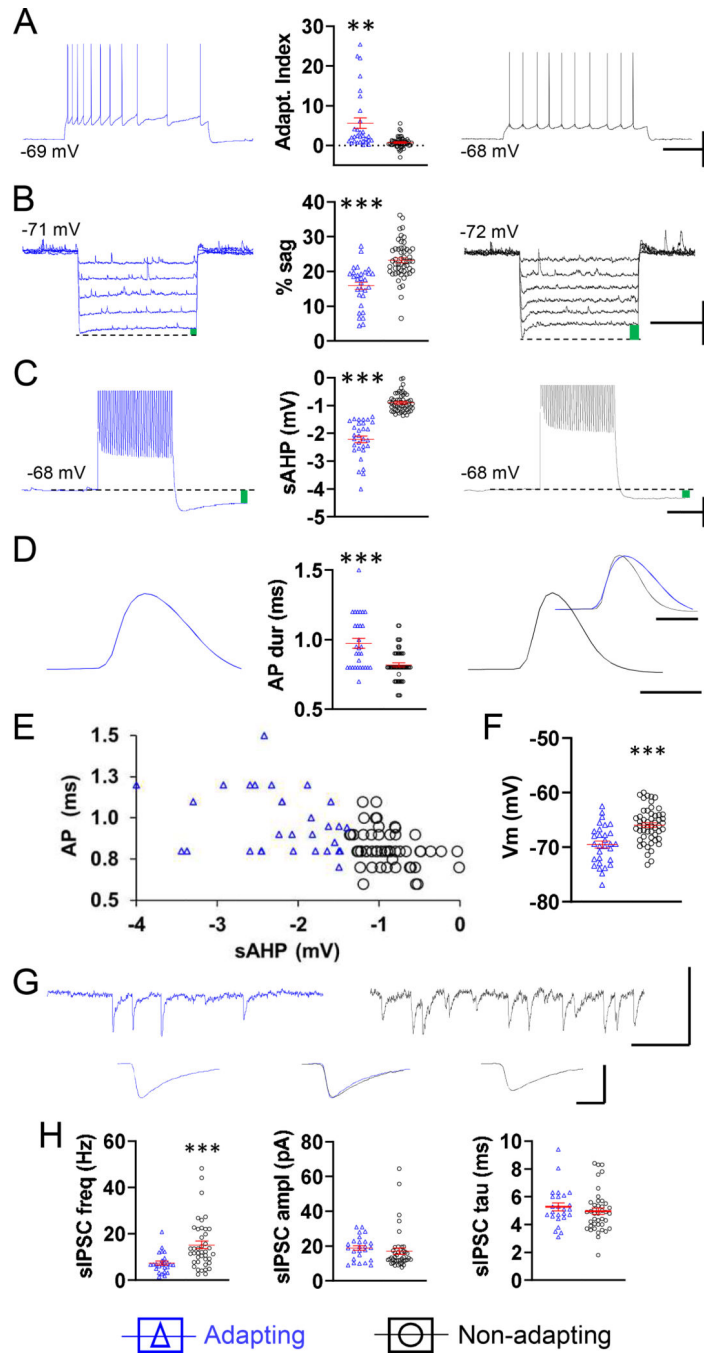 A
-69 mV
Adapt. Index
**
30
20
10
0
-68 mV
B
-71 mV
% sag
***
40
30
20
10
0
-72 mV
C
-68 mV
sAHP (mV)
***
-0
-1
-2
-3
-4
-5
-68 mV
D
AP dur (ms)
***
1.5
1.0
0.5
E
AP (ms)
1.5
1.3
1.0
0.8
0.5
-4
-3
-2
-1
0
sAHP (mV)
F
Vm (mV)
***
-50
-60
-70
-80
G
H
sIPSC freq (Hz)
***
60
40
20
0
sIPSC ampl (pA)
80
60
40
20
0
sIPSC tau (ms)
10
8
6
4
2
0
Adapting
Non-adapting